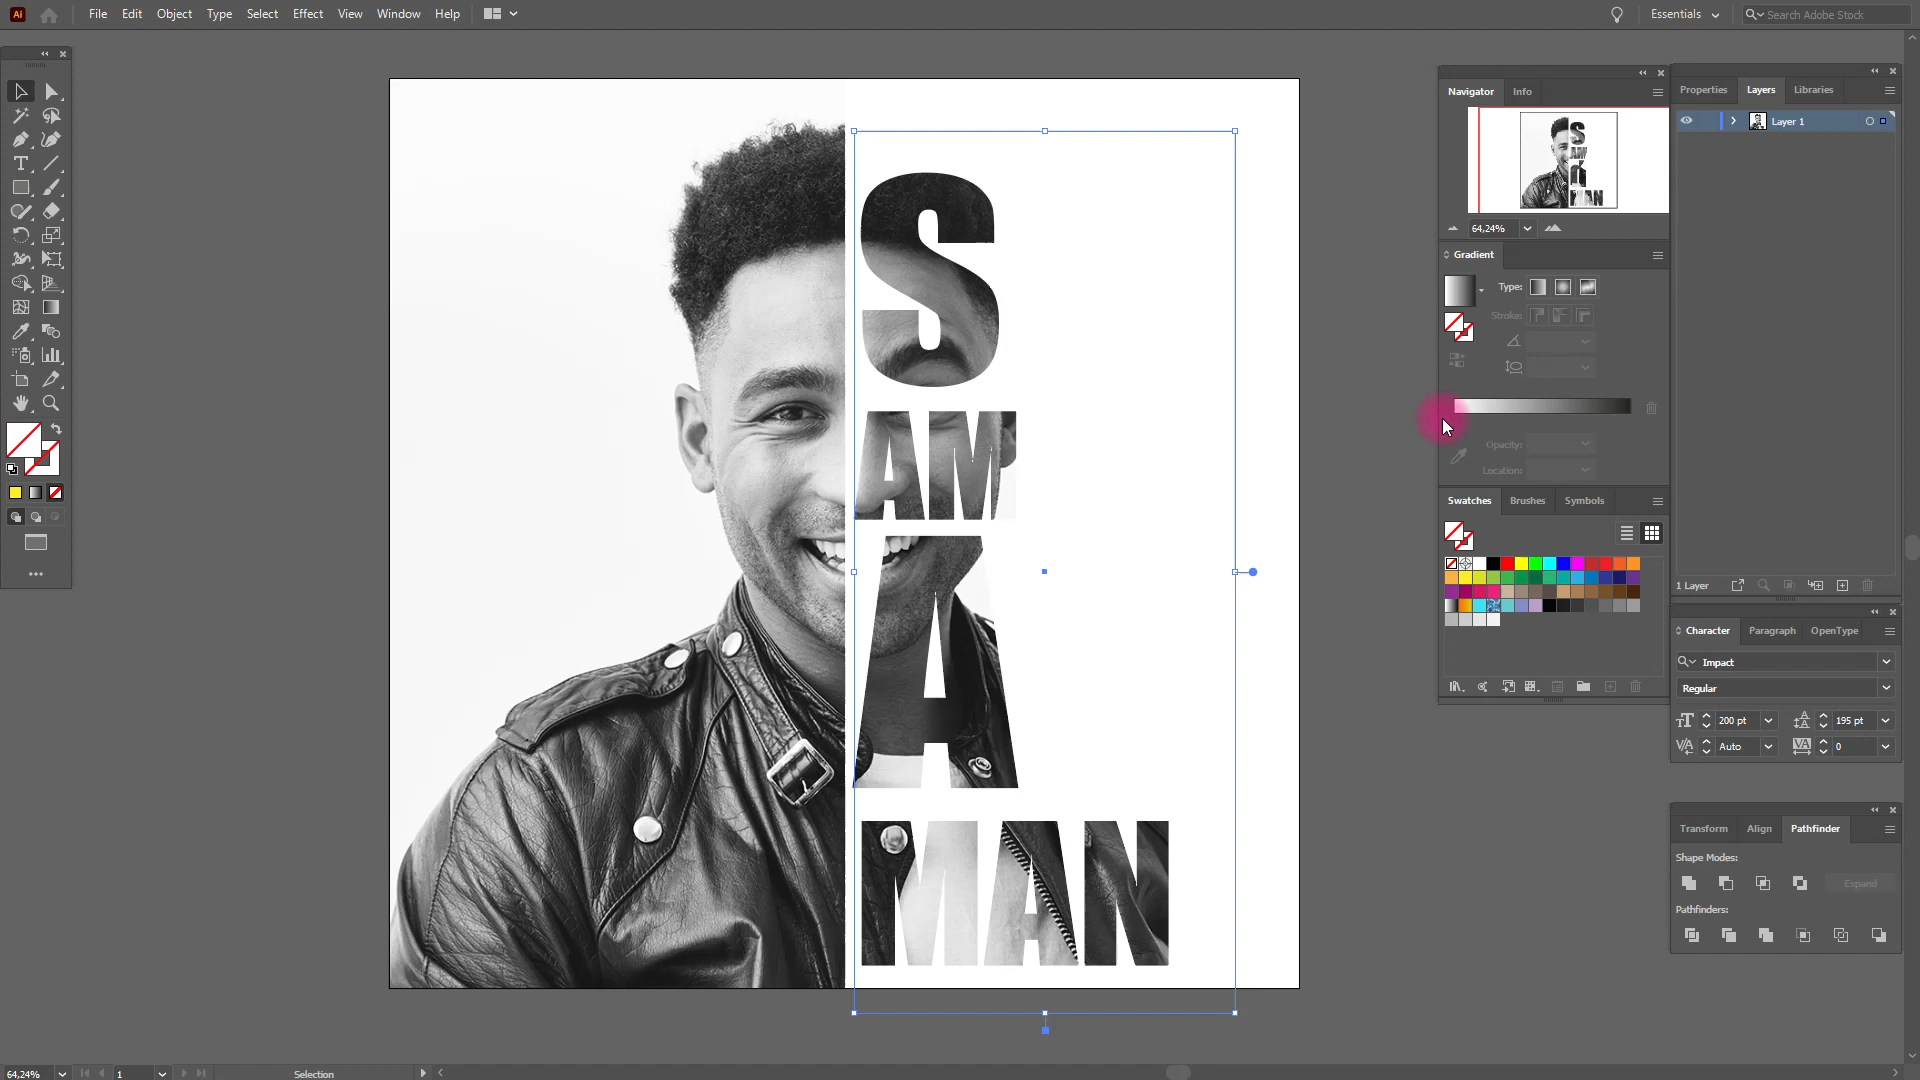 Ai File Edit Object Type Select Effect View Window Help Essentials Search Adobe Stock
Navigator Info
64,24%
Gradient
Type:
Stroke:
Opacity:
Location:
Swatches Brushes Symbols
Properties Layers Libraries
Layer 1
1 Layer
Character Paragraph OpenType
Impact
Regular
200 pt 195 pt
Auto 0
Transform Align Pathfinder
Shape Modes:
Expand
Pathfinders:
S
AM
A
MAN
64,24% 1 Selection